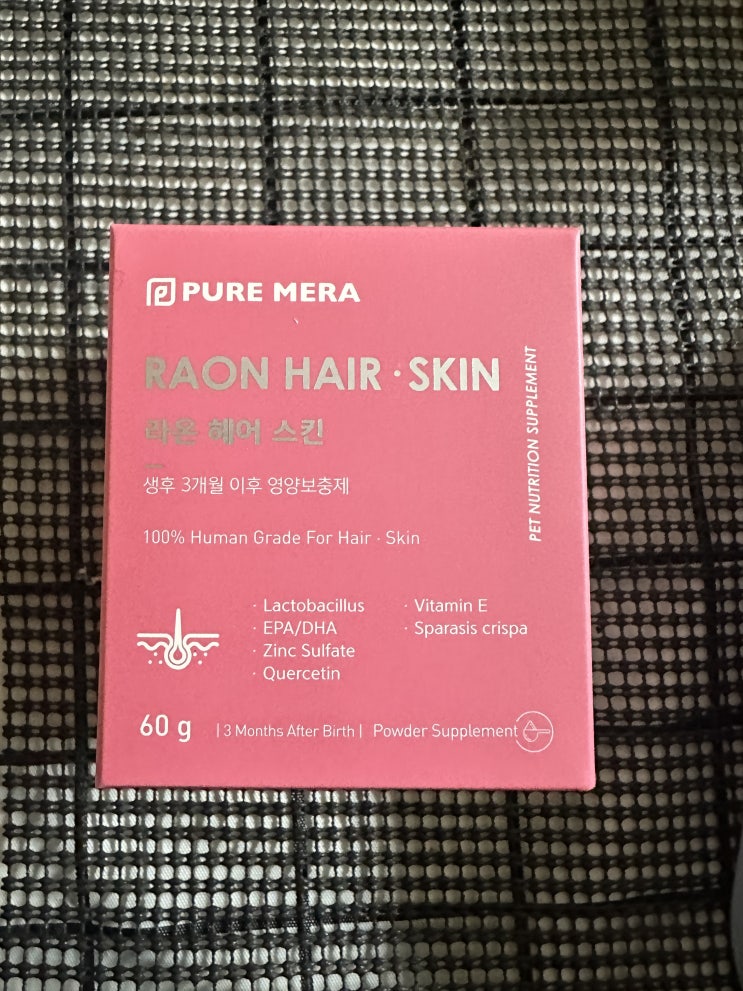 PURE MERA
RAON HAIR · SKIN
라온 헤어 스킨
생후 3개월 이후 영양보충제
100% Human Grade For Hair · Skin
PET NUTRITION SUPPLEMENT
· Lactobacillus
· EPA/DHA
· Zinc Sulfate
· Quercetin
· Vitamin E
· Sparasis crispa
60 g | 3 Months After Birth | Powder Supplement